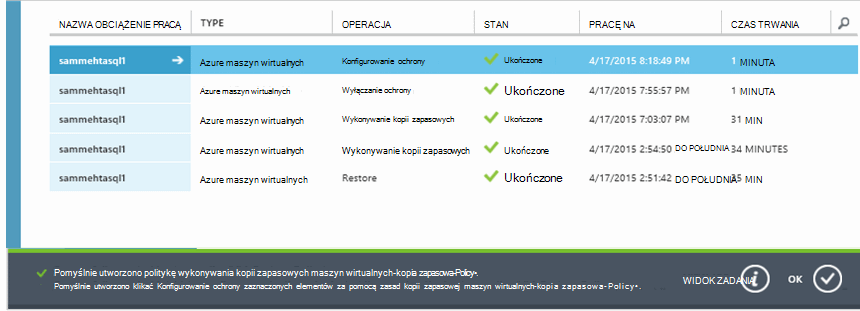 NAZWA OBCIĄŻENIE PRACĄ TYPE OPERACJA STAN PRACĘ NA CZAS TRWANIA
sammehtasql1 Azure maszyn wirtualnych Konfigurowanie ochrony Ukończone 4/17/2015 8:18:49 PM 1 MINUTA
sammehtasql1 Azure maszyn wirtualnych Wyłączanie ochrony Ukończone 4/17/2015 7:55:57 PM 1 MINUTA
sammehtasql1 Azure maszyn wirtualnych Wykonywanie kopii zapasowych Ukończone 4/17/2015 7:03:07 PM 31 MIN
sammehtasql1 Azure maszyn wirtualnych Wykonywanie kopii zapasowych Ukończone 4/17/2015 2:54:50 DO POŁUDNIA 34 MINUTES
sammehtasql1 Azure maszyn wirtualnych Restore Ukończone 4/17/2015 2:51:42 DO POŁUDNIA MIN
Pomyślnie utworzono politykę wykonywania kopii zapasowych maszyn wirtualnych-kopia zapasowa-Policy•.
Pomyślnie utworzono klikać Konfigurowanie ochrony zaznaczonych elementów za pomocą zasad kopii zapasowej maszyn wirtualnych-kopia zapasowa-Policy•.
WIDOK ZADANIA OK